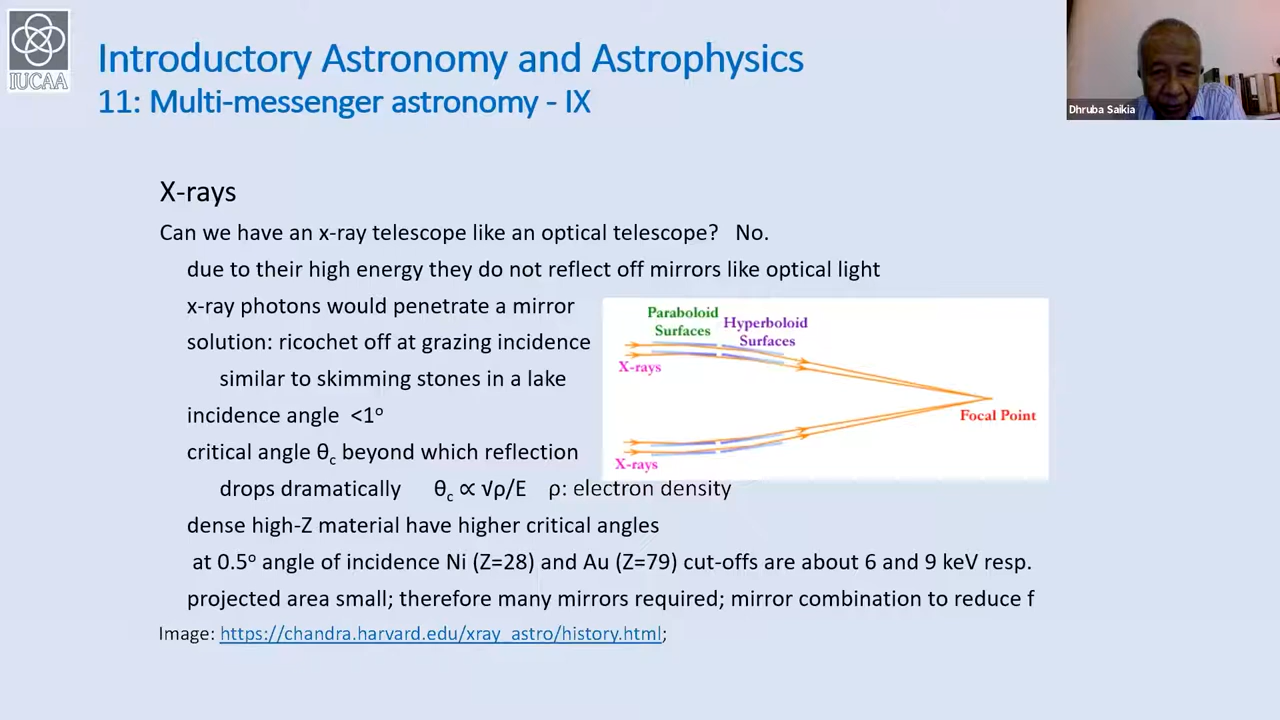 IUCAA
Introductory Astronomy and Astrophysics
11: Multi-messenger astronomy - IX
Dhruba Saikia
X-rays
Can we have an x-ray telescope like an optical telescope?   No.
due to their high energy they do not reflect off mirrors like optical light
x-ray photons would penetrate a mirror
solution: ricochet off at grazing incidence
similar to skimming stones in a lake
incidence angle  <1°
critical angle θc beyond which reflection
drops dramatically     θc ∝ √ρ/E    ρ: electron density
Paraboloid
Surfaces
Hyperboloid
Surfaces
X-rays
Focal Point
X-rays
dense high-Z material have higher critical angles
at 0.5° angle of incidence Ni (Z=28) and Au (Z=79) cut-offs are about 6 and 9 keV resp.
projected area small; therefore many mirrors required; mirror combination to reduce f
Image: https://chandra.harvard.edu/xray_astro/history.html;